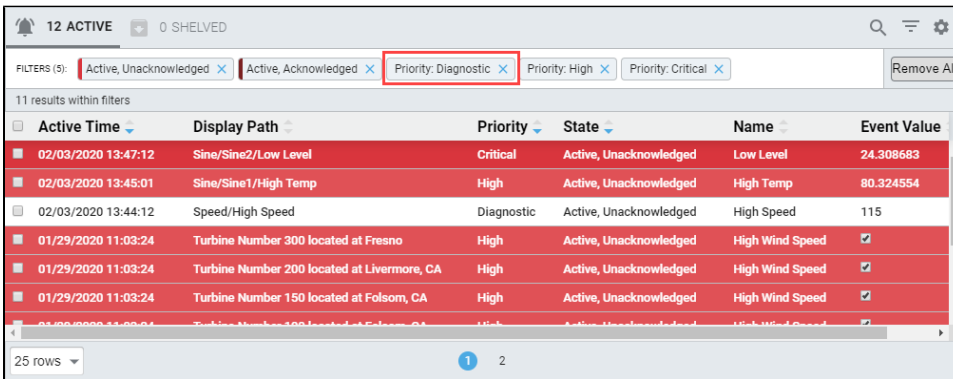 12 ACTIVE 0 SHELVED
FILTERS (5): Active, Unacknowledged × Active, Acknowledged × Priority: Diagnostic × Priority: High × Priority: Critical × Remove Al
11 results within filters
Active Time Display Path Priority State Name Event Value
02/03/2020 13:47:12 Sine/Sine2/Low Level Critical Active, Unacknowledged Low Level 24.308683
02/03/2020 13:45:01 Sine/Sine1/High Temp High Active, Unacknowledged High Temp 80.324554
02/03/2020 13:44:12 Speed/High Speed Diagnostic Active, Unacknowledged High Speed 115
01/29/2020 11:03:24 Turbine Number 300 located at Fresno High Active, Unacknowledged High Wind Speed
01/29/2020 11:03:24 Turbine Number 200 located at Livermore, CA High Active, Unacknowledged High Wind Speed
01/29/2020 11:03:24 Turbine Number 150 located at Folsom, CA High Active, Unacknowledged High Wind Speed
25 rows 1 2